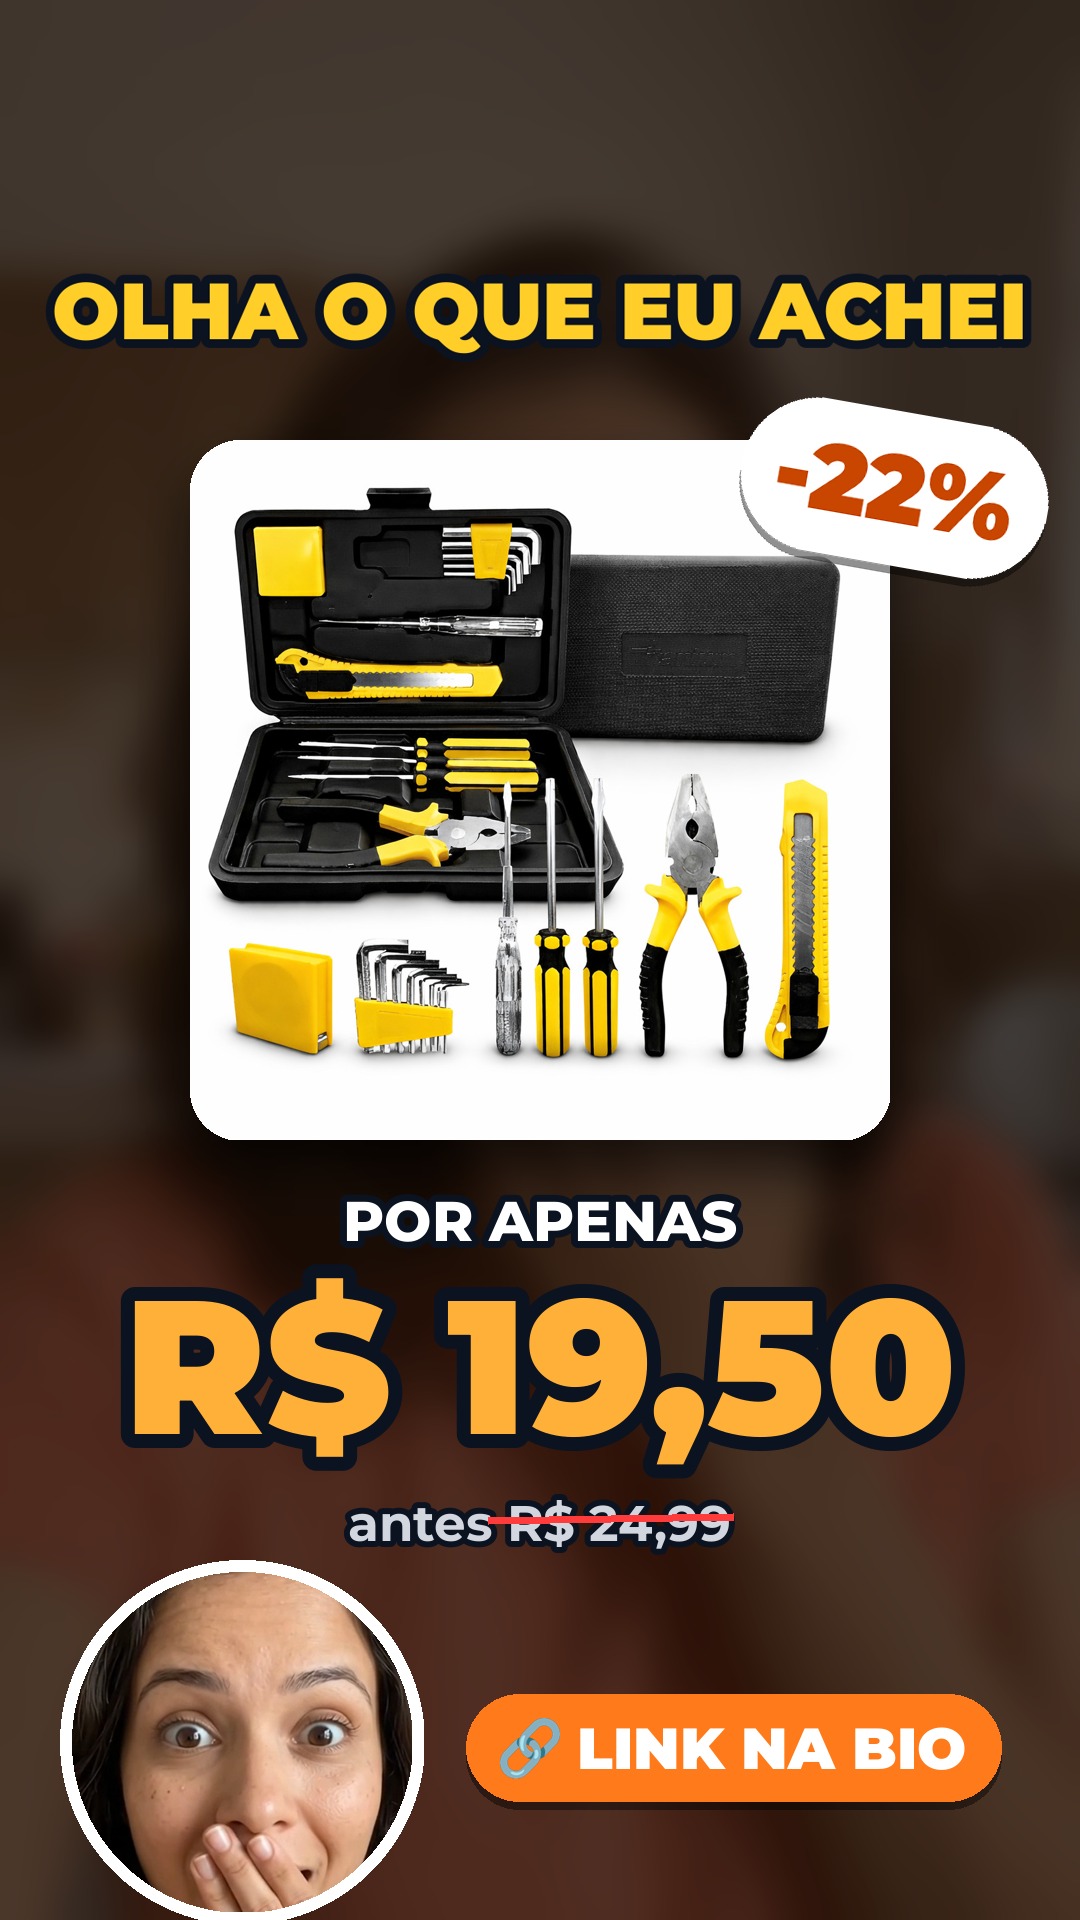 OLHA O QUE EU ACHEI
-22%
POR APENAS
R$ 19,50
antes R$ 24,99
🔗 LINK NA BIO